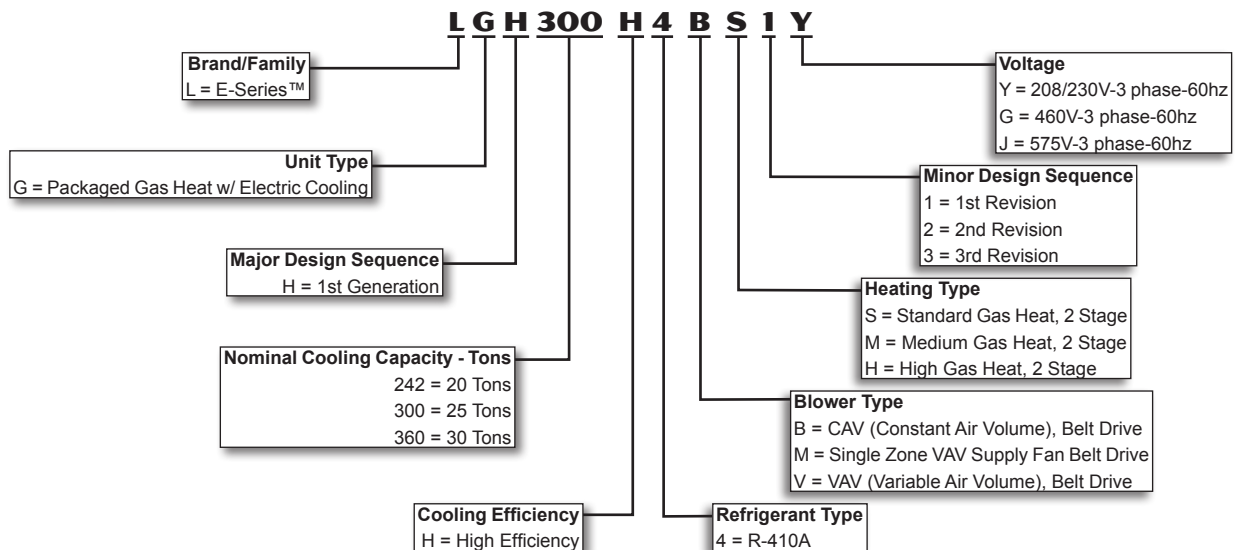 L G H 300 H 4 B S 1 Y
Brand/Family
L = E-Series™
Unit Type
G = Packaged Gas Heat w/ Electric Cooling
Major Design Sequence
H = 1st Generation
Nominal Cooling Capacity - Tons
242 = 20 Tons
300 = 25 Tons
360 = 30 Tons
Cooling Efficiency
H = High Efficiency
Refrigerant Type
4 = R-410A
Blower Type
B = CAV (Constant Air Volume), Belt Drive
M = Single Zone VAV Supply Fan Belt Drive
V = VAV (Variable Air Volume), Belt Drive
Heating Type
S = Standard Gas Heat, 2 Stage
M = Medium Gas Heat, 2 Stage
H = High Gas Heat, 2 Stage
Minor Design Sequence
1 = 1st Revision
2 = 2nd Revision
3 = 3rd Revision
Voltage
Y = 208/230V-3 phase-60hz
G = 460V-3 phase-60hz
J = 575V-3 phase-60hz